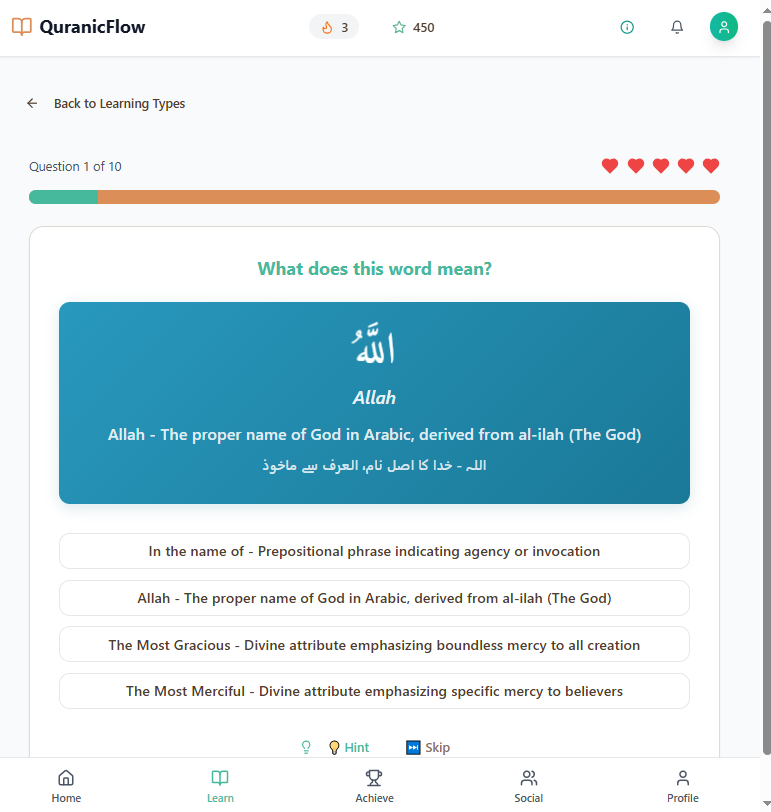 QuranicFlow
3
450
Back to Learning Types
Question 1 of 10
What does this word mean?
اللَّهُ
Allah
Allah - The proper name of God in Arabic, derived from al-ilah (The God)
اللہ - خدا کا اصل نام، العرف سے ماخوذ
In the name of - Prepositional phrase indicating agency or invocation
Allah - The proper name of God in Arabic, derived from al-ilah (The God)
The Most Gracious - Divine attribute emphasizing boundless mercy to all creation
The Most Merciful - Divine attribute emphasizing specific mercy to believers
Hint
Skip
Home
Learn
Achieve
Social
Profile